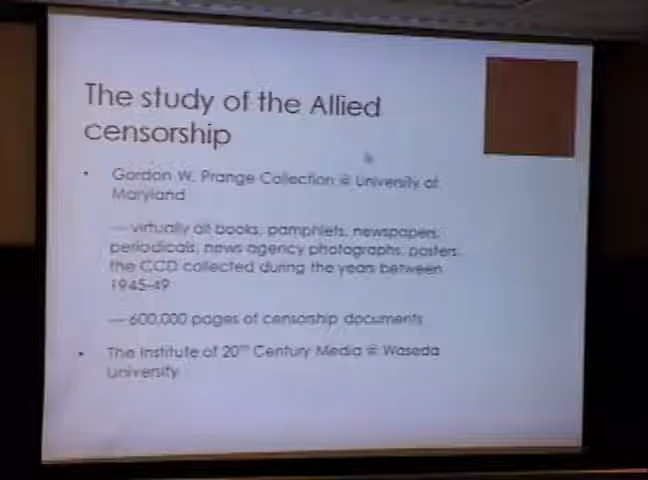 The study of the Allied
censorship
• Gordon W. Prange Collection @ University of
Maryland
— virtually all books, pamphlets, newspapers,
periodicals, news agency photographs, posters,
the CCD collected during the years between
1945-49
— 600,000 pages of censorship documents
• The Institute of 20th Century Media @ Waseda
University